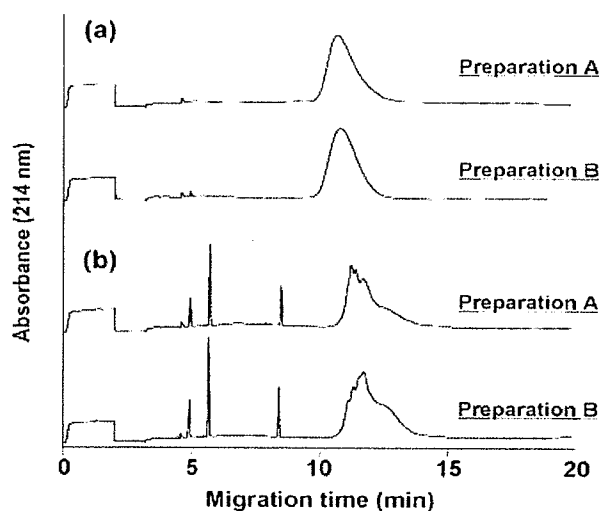 (a)
Preparation A
Preparation B
(b)
Preparation A
Preparation B
Absorbance (214 nm)
0 5 10 15 20
Migration time (min)